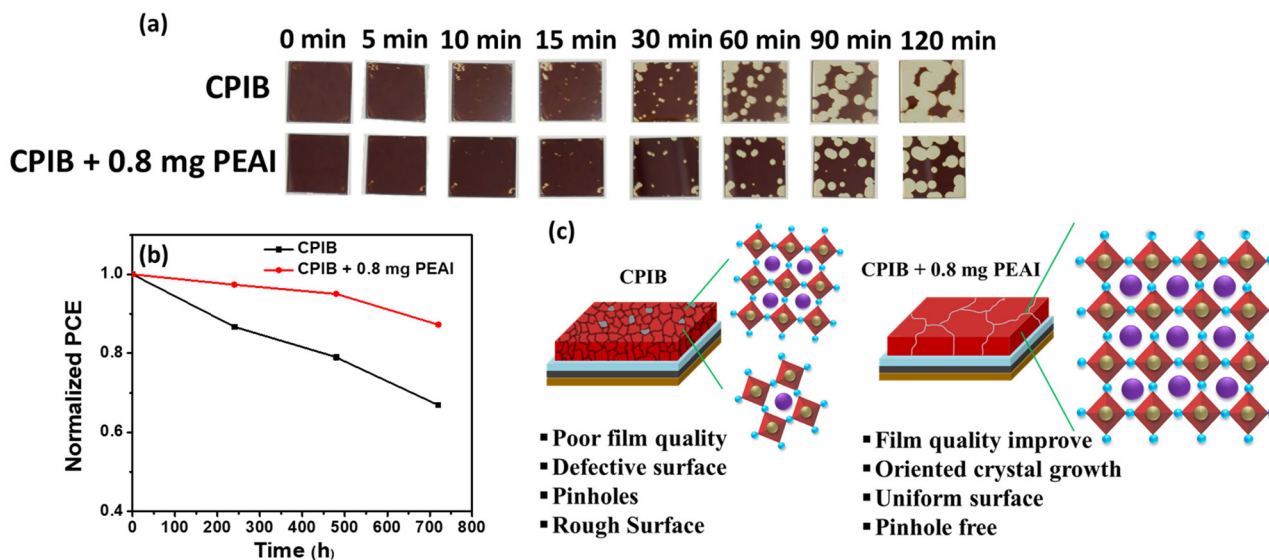 (a)
0 min 5 min 10 min 15 min 30 min 60 min 90 min 120 min
CPIB
CPIB + 0.8 mg PEAI
(b)
CPIB
CPIB + 0.8 mg PEAI
Normalized PCE
1.0
0.8
0.6
0.4
0 100 200 300 400 500 600 700 800
Time (h)
(c)
CPIB
▪ Poor film quality
▪ Defective surface
▪ Pinholes
▪ Rough Surface
CPIB + 0.8 mg PEAI
▪ Film quality improve
▪ Oriented crystal growth
▪ Uniform surface
▪ Pinhole free